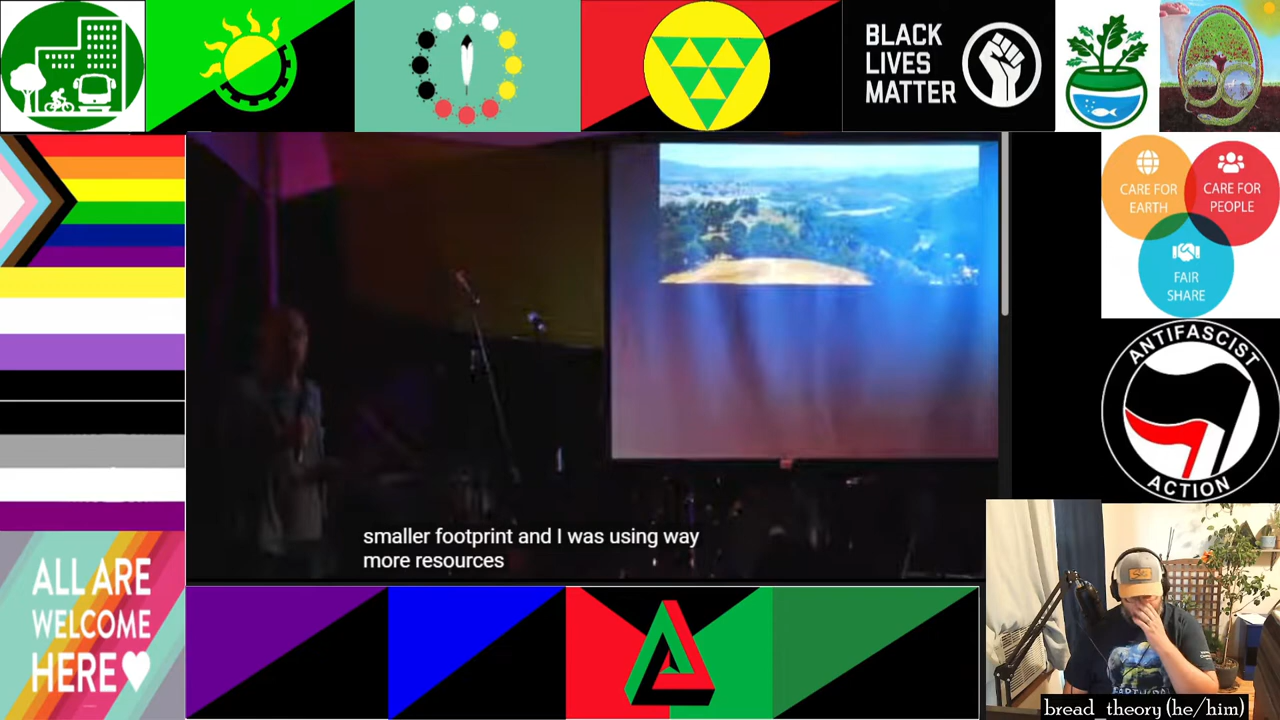 BLACK
LIVES
MATTER
CARE FOR
EARTH
CARE FOR
PEOPLE
FAIR
SHARE
ANTIFASCIST
ACTION
smaller footprint and I was using way
more resources
ALL ARE
WELCOME
HERE
bread_theory (he/him)